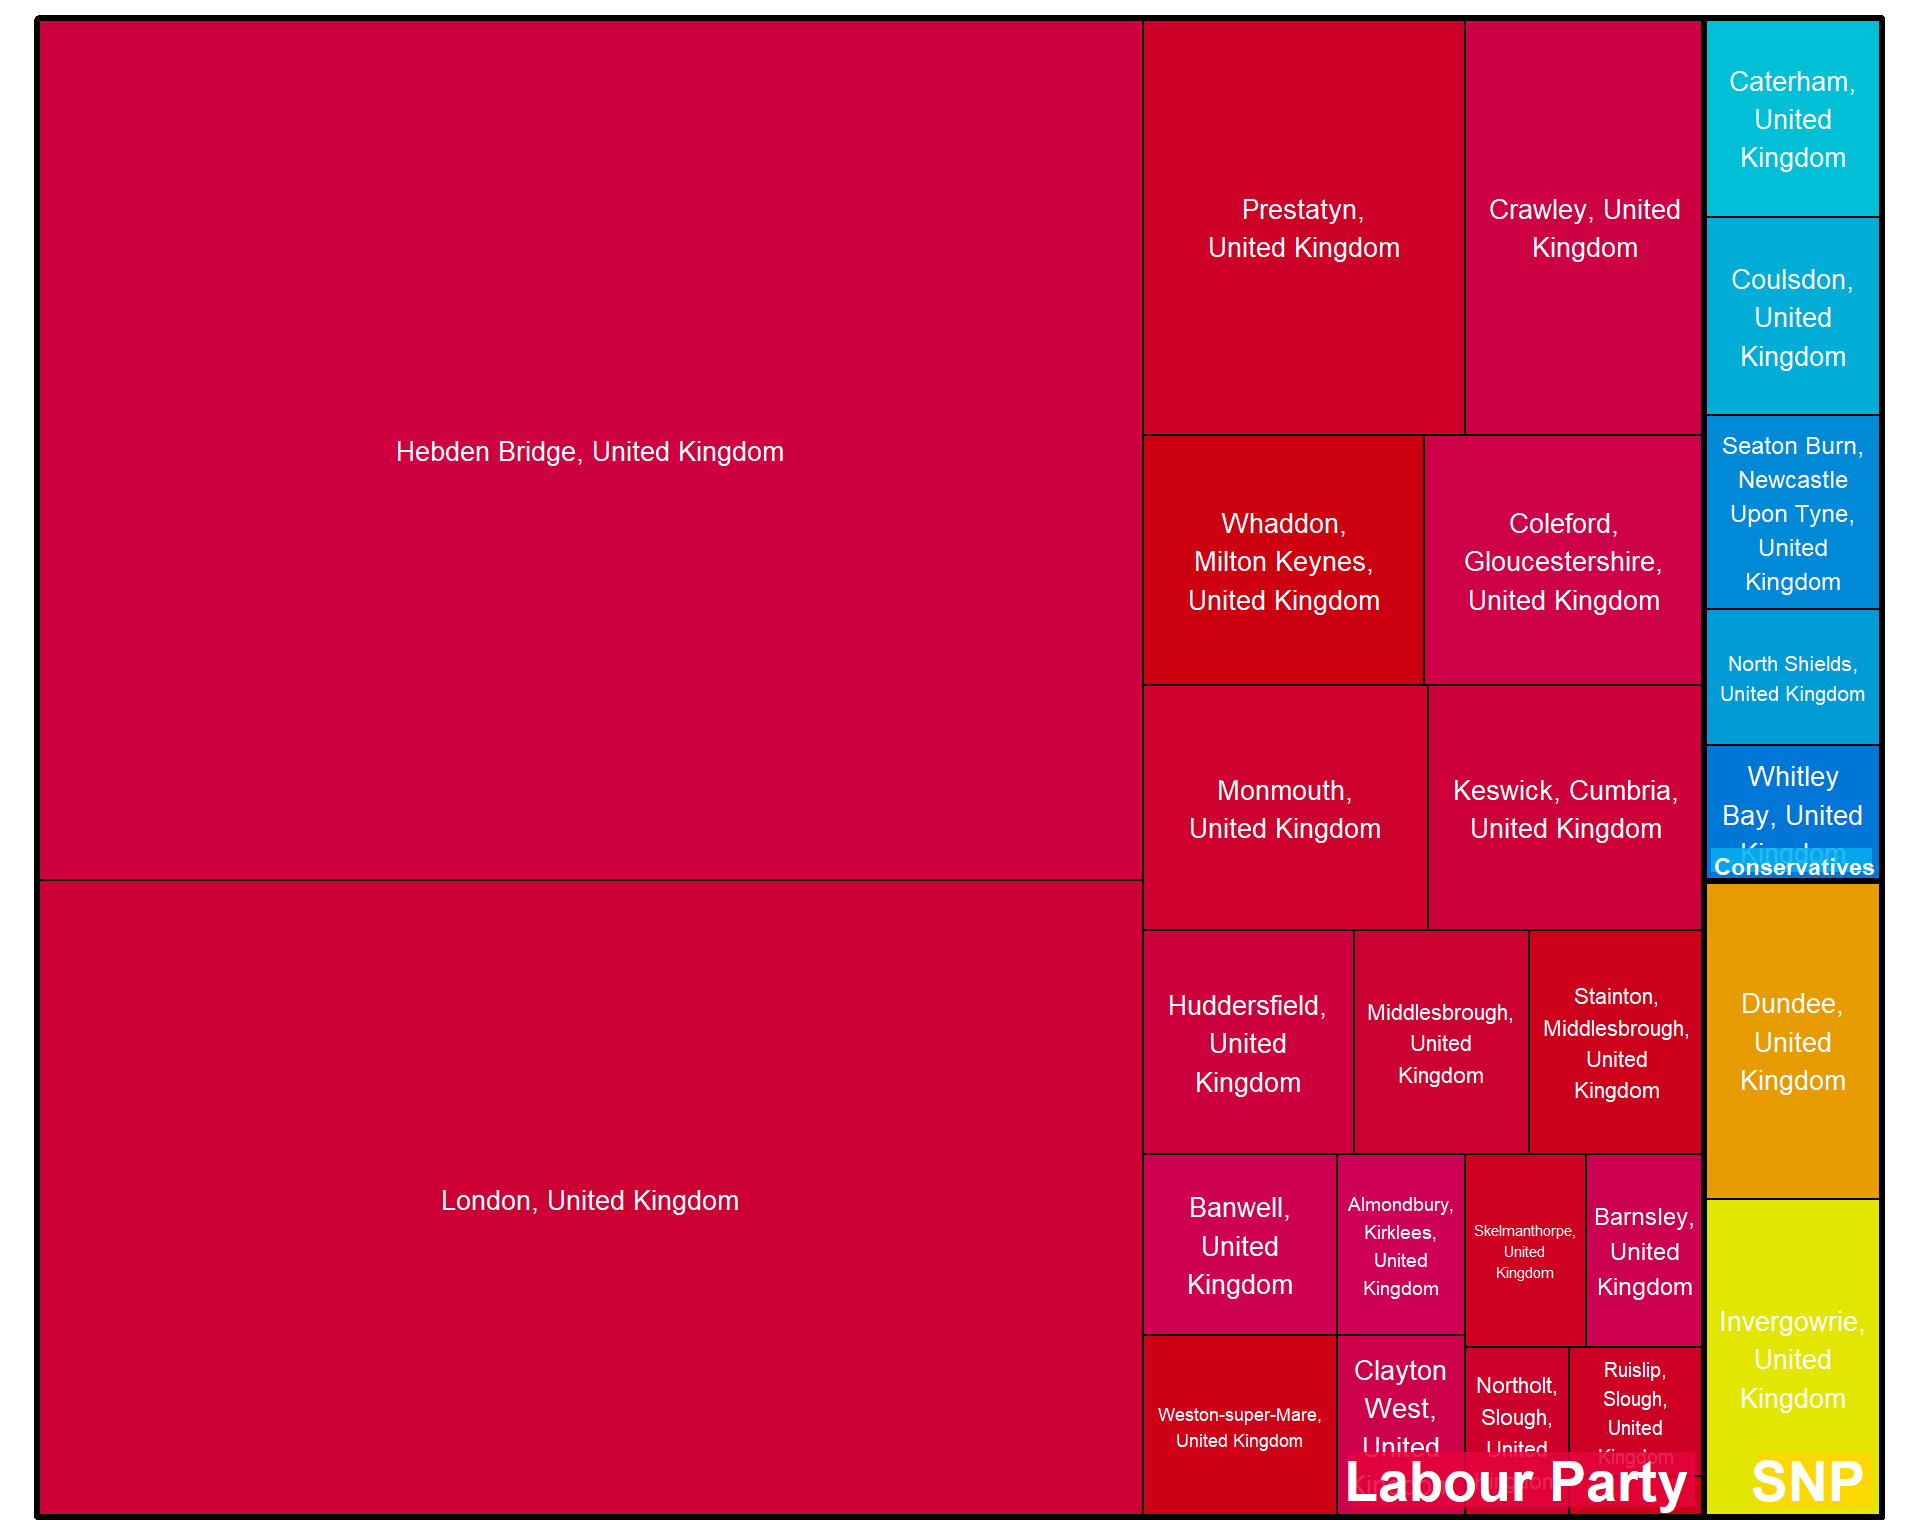 Hebden Bridge, United Kingdom
London, United Kingdom
Prestatyn,
United Kingdom
Crawley, United
Kingdom
Whaddon,
Milton Keynes,
United Kingdom
Coleford,
Gloucestershire,
United Kingdom
Monmouth,
United Kingdom
Keswick, Cumbria,
United Kingdom
Huddersfield,
United
Kingdom
Middlesbrough,
United
Kingdom
Stainton,
Middlesbrough,
United
Kingdom
Banwell,
United
Kingdom
Almondbury,
Kirklees,
United
Kingdom
Skelmanthorpe,
United
Kingdom
Barnsley,
United
Kingdom
Weston-super-Mare,
United Kingdom
Clayton
West,
United
Kingdom
Northolt,
Slough,
United
Kingdom
Ruislip,
Slough,
United
Kingdom
Labour Party
Caterham,
United
Kingdom
Coulsdon,
United
Kingdom
Seaton Burn,
Newcastle
Upon Tyne,
United
Kingdom
North Shields,
United Kingdom
Whitley
Bay, United
Kingdom
Conservatives
Dundee,
United
Kingdom
Invergowrie,
United
Kingdom
SNP